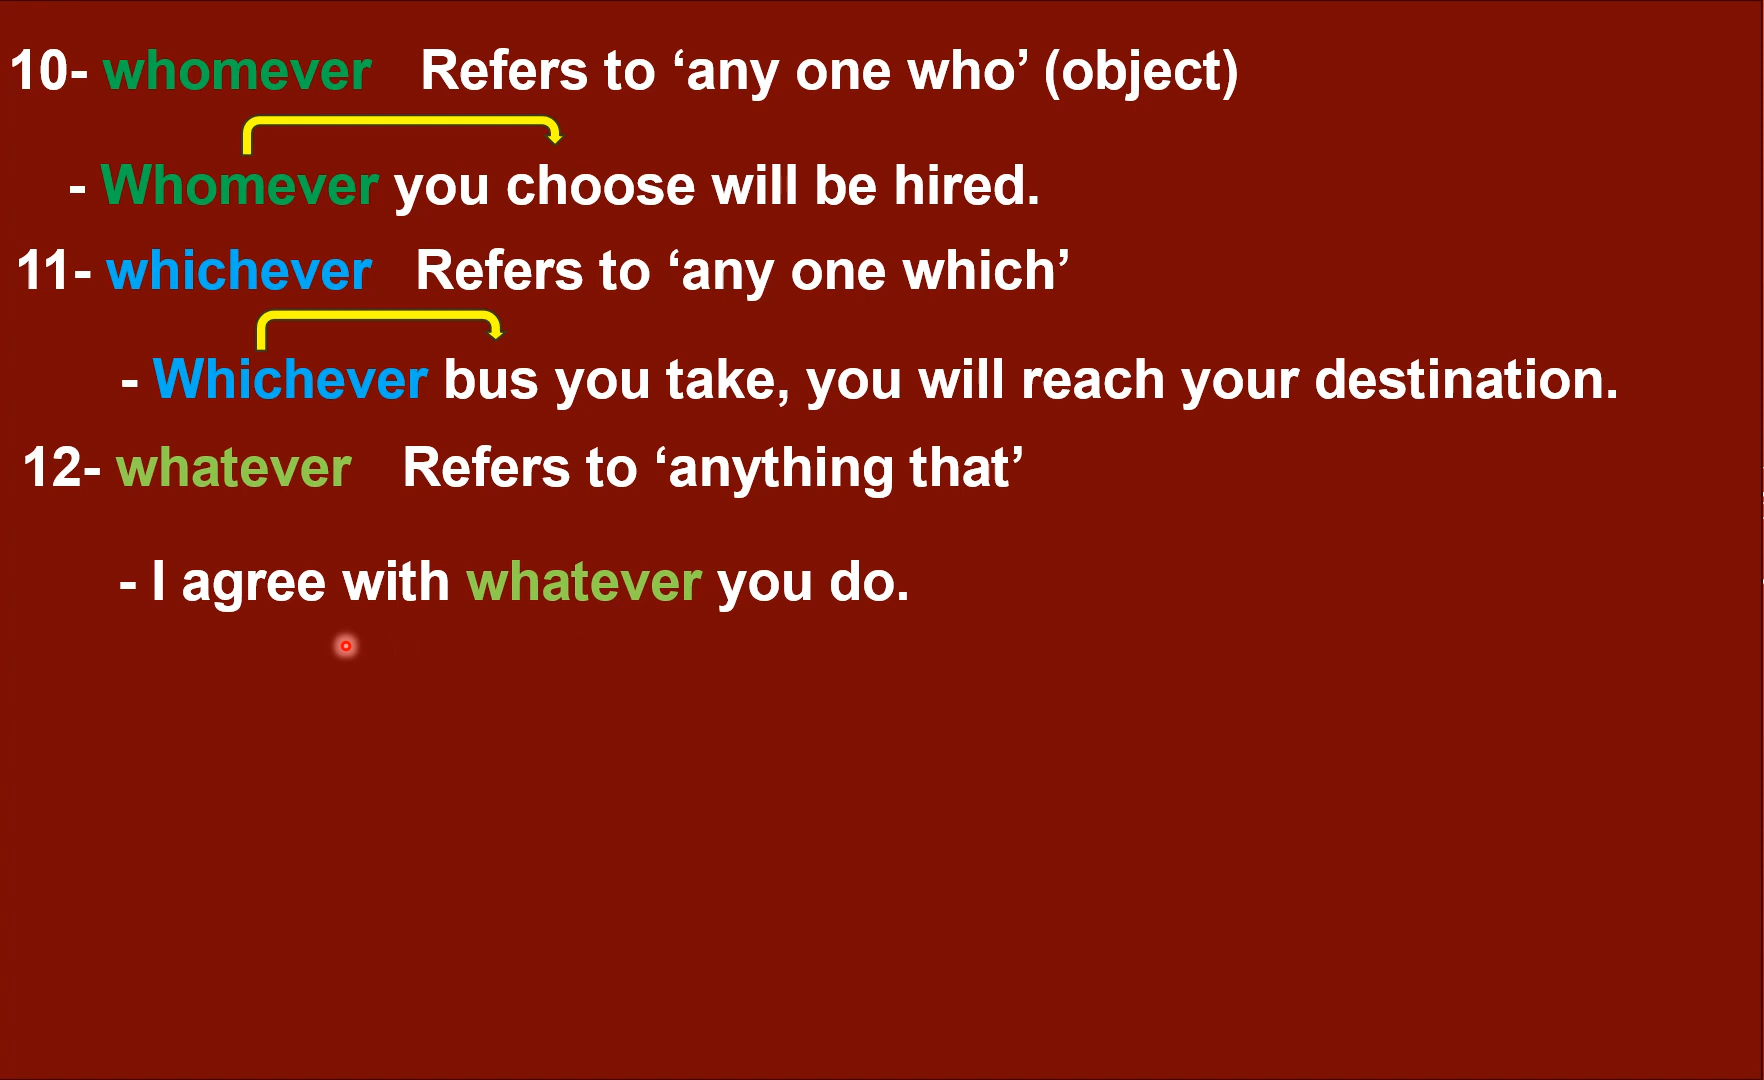 10- whomever Refers to ‘any one who’ (object)
- Whomever you choose will be hired.
11- whichever Refers to ‘any one which’
- Whichever bus you take, you will reach your destination.
12- whatever Refers to ‘anything that’
- I agree with whatever you do.